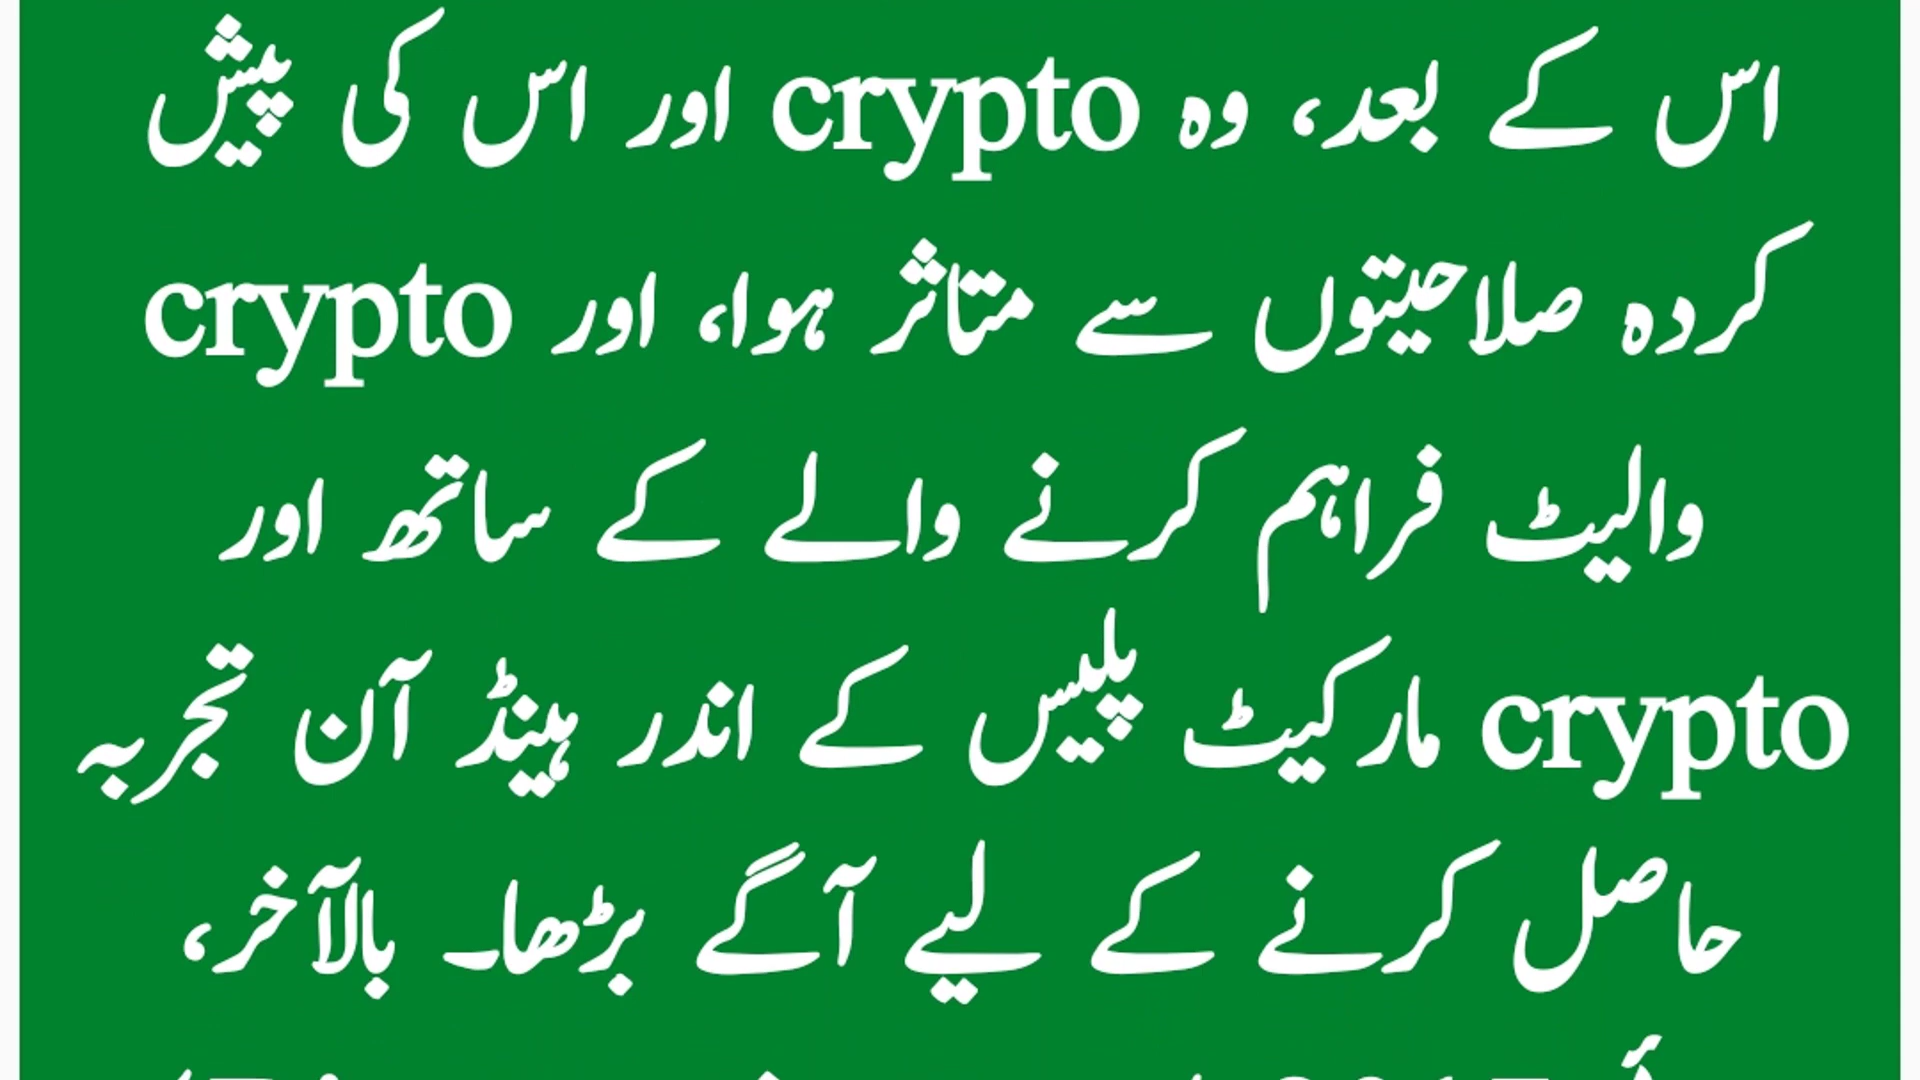 اس کے بعد، وہ crypto اور اس کی پیش
کردہ صلاحیتوں سے متاثر ہوا، اور crypto
والیٹ فراہم کرنے والے کے ساتھ اور
crypto مارکیٹ پلیس کے اندر ہینڈ آن تجربہ
حاصل کرنے کے لیے آگے بڑھا۔ بالآخر،